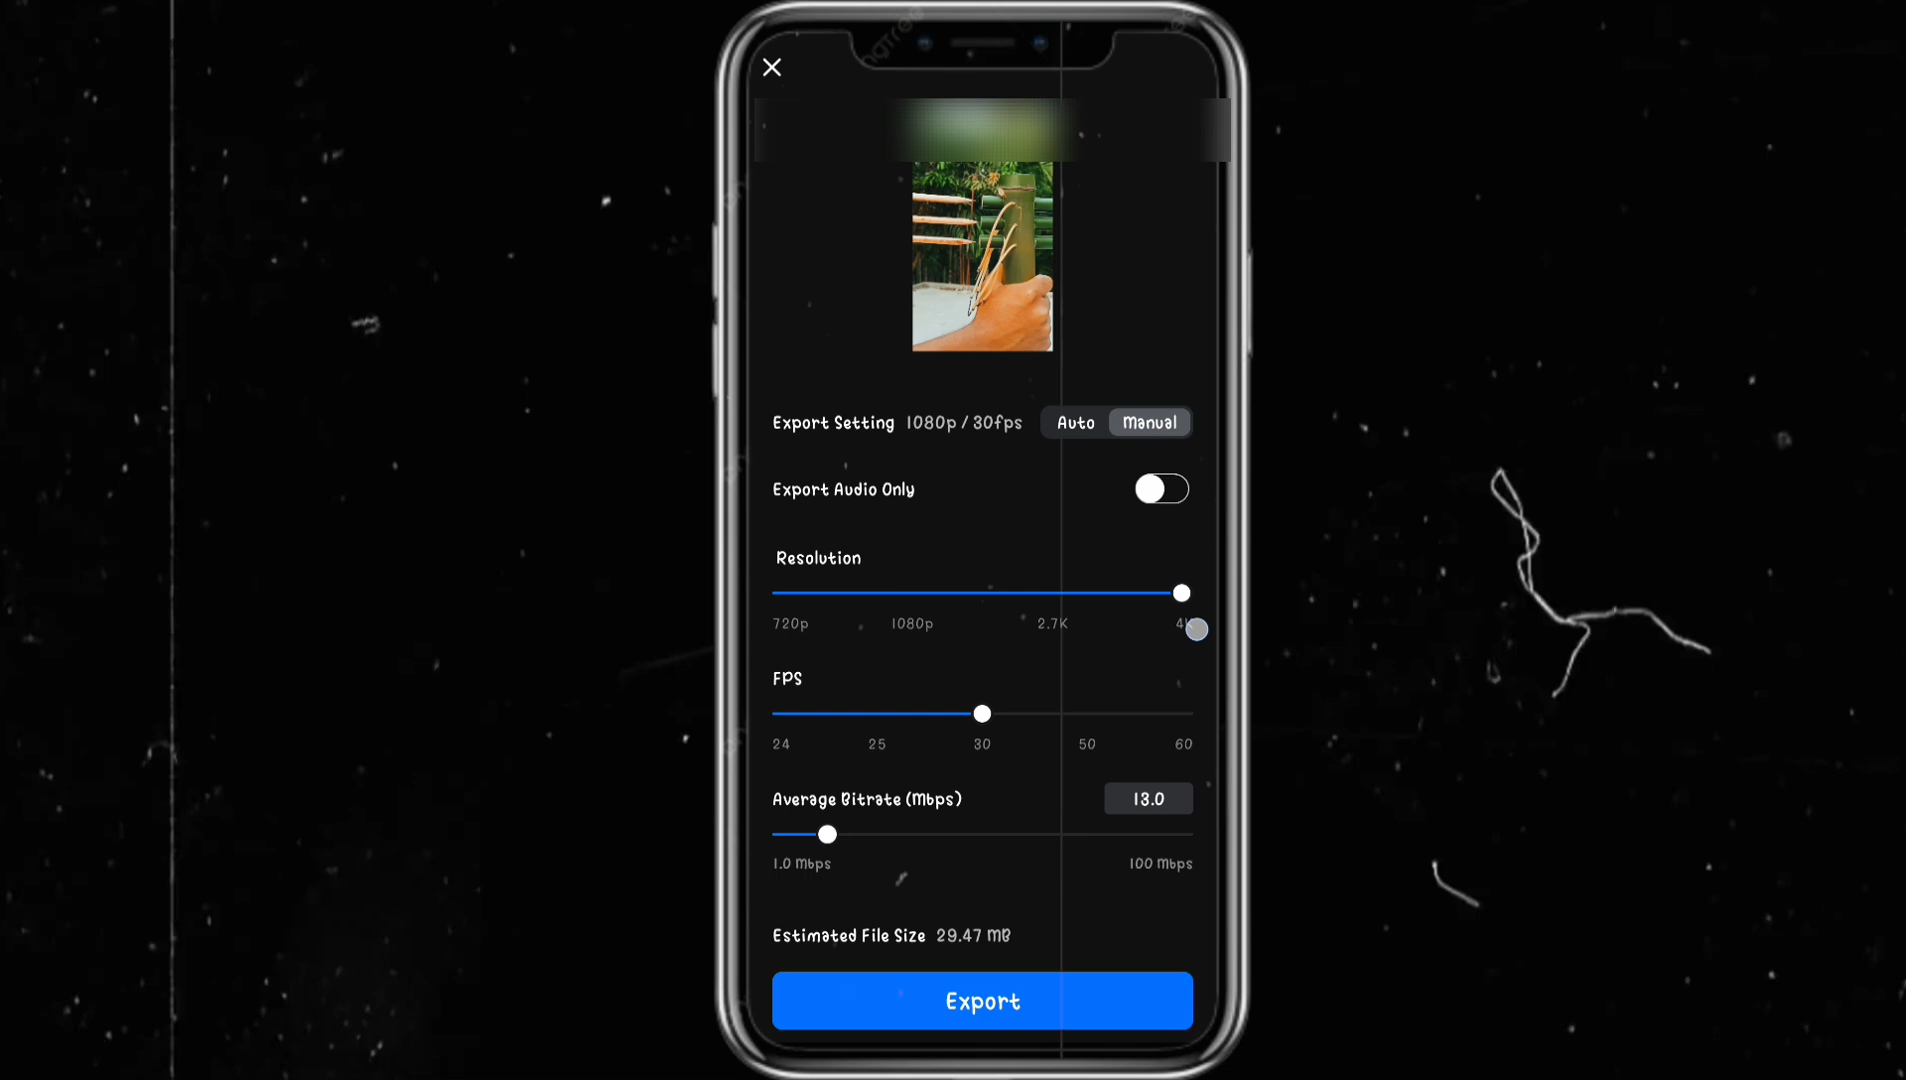 Export Setting 1080p / 30fps Auto Manual
Export Audio Only
Resolution
720p 1080p 2.7K 4K
FPS
24 25 30 50 60
Average Bitrate (Mbps) 13.0
1.0 Mbps 100 Mbps
Estimated File Size 29.47 MB
Export